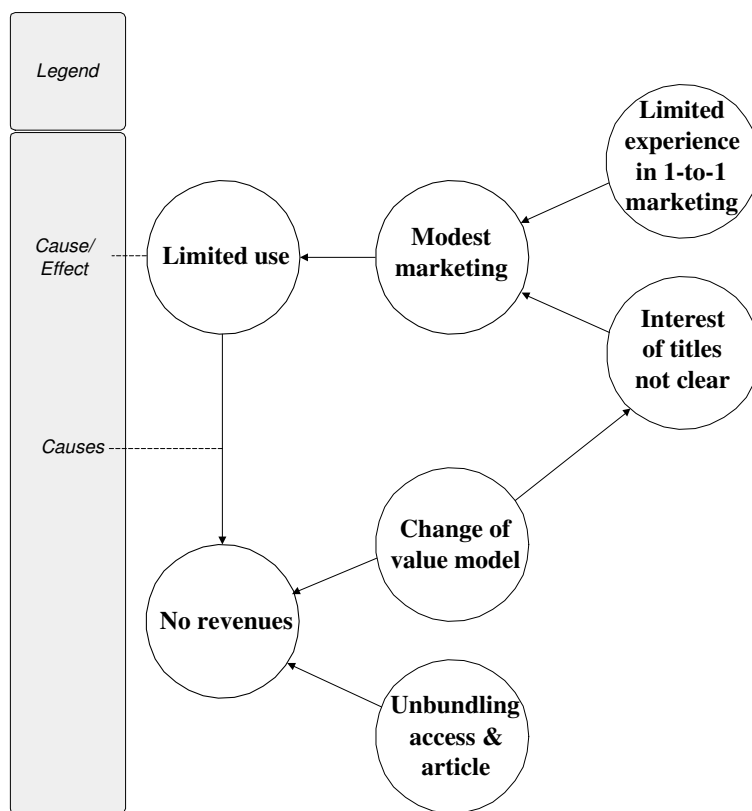 Legend
Limited
experience
in 1-to-1
marketing
Cause/
Effect
Limited use
Modest
marketing
Interest
of titles
not clear
Causes
Change of
value model
No revenues
Unbundling
access &
article